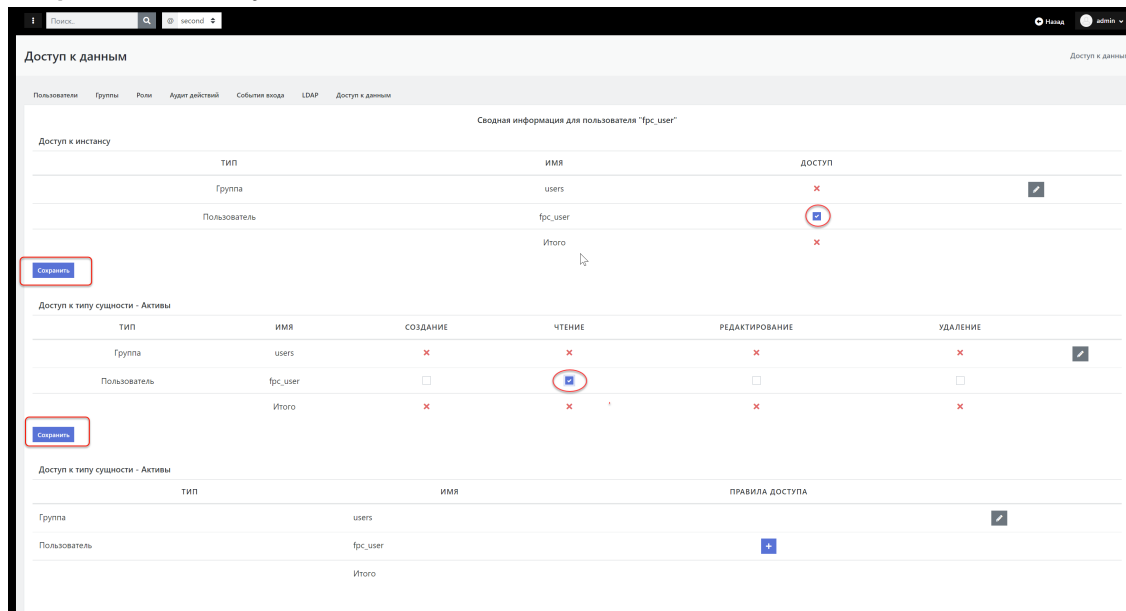 Поиск..
@ second
Назад
admin
Доступ к данным
Доступ к данным
Пользователи Группы Роли Аудит действий События входа LDAP Доступ к данным
Сводная информация для пользователя "fpc_user"
Доступ к инстансу
ТИП ИМЯ ДОСТУП
Группа users
Пользователь fpc_user
Итого
Сохранить
Доступ к типу сущности - Активы
ТИП ИМЯ СОЗДАНИЕ ЧТЕНИЕ РЕДАКТИРОВАНИЕ УДАЛЕНИЕ
Группа users
Пользователь fpc_user
Итого
Сохранить
Доступ к типу сущности - Активы
ТИП ИМЯ ПРАВИЛА ДОСТУПА
Группа users
Пользователь fpc_user
Итого